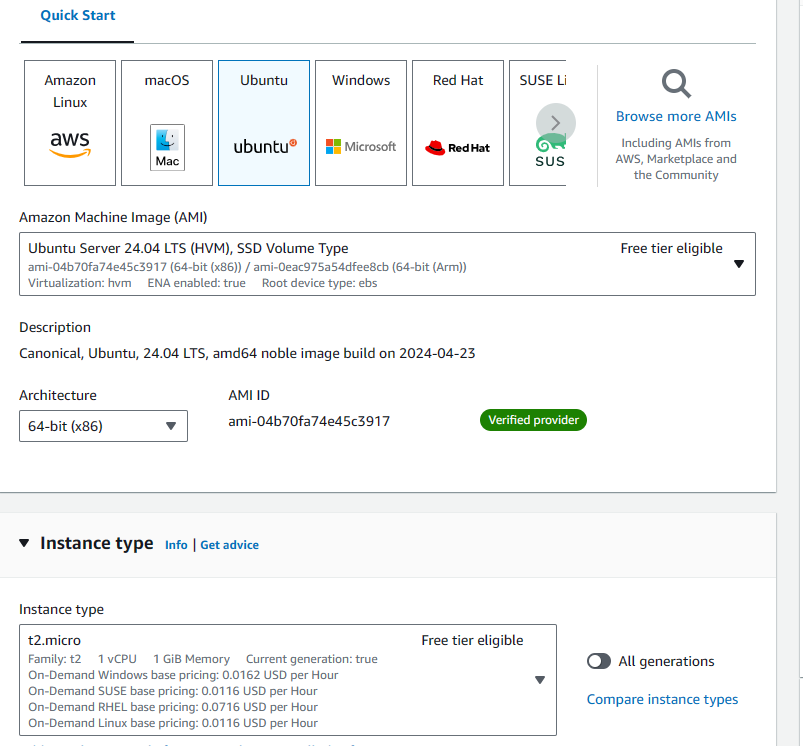 Quick Start
Amazon Linux
aws
macOS
Mac
Ubuntu
ubuntu
Windows
Microsoft
Red Hat
Red Hat
SUSE Li
SUS
Browse more AMIs
Including AMIs from
AWS, Marketplace and
the Community
Amazon Machine Image (AMI)
Ubuntu Server 24.04 LTS (HVM), SSD Volume Type Free tier eligible
ami-04b70fa74e45c3917 (64-bit (x86)) / ami-0eac975a54dfee8cb (64-bit (Arm))
Virtualization: hvm ENA enabled: true Root device type: ebs
Description
Canonical, Ubuntu, 24.04 LTS, amd64 noble image build on 2024-04-23
Architecture AMI ID
64-bit (x86) ami-04b70fa74e45c3917 Verified provider
Instance type Info | Get advice
Instance type
t2.micro Free tier eligible
Family: t2 1 vCPU 1 GiB Memory Current generation: true
On-Demand Windows base pricing: 0.0162 USD per Hour
On-Demand SUSE base pricing: 0.0116 USD per Hour
On-Demand RHEL base pricing: 0.0716 USD per Hour
On-Demand Linux base pricing: 0.0116 USD per Hour
All generations
Compare instance types